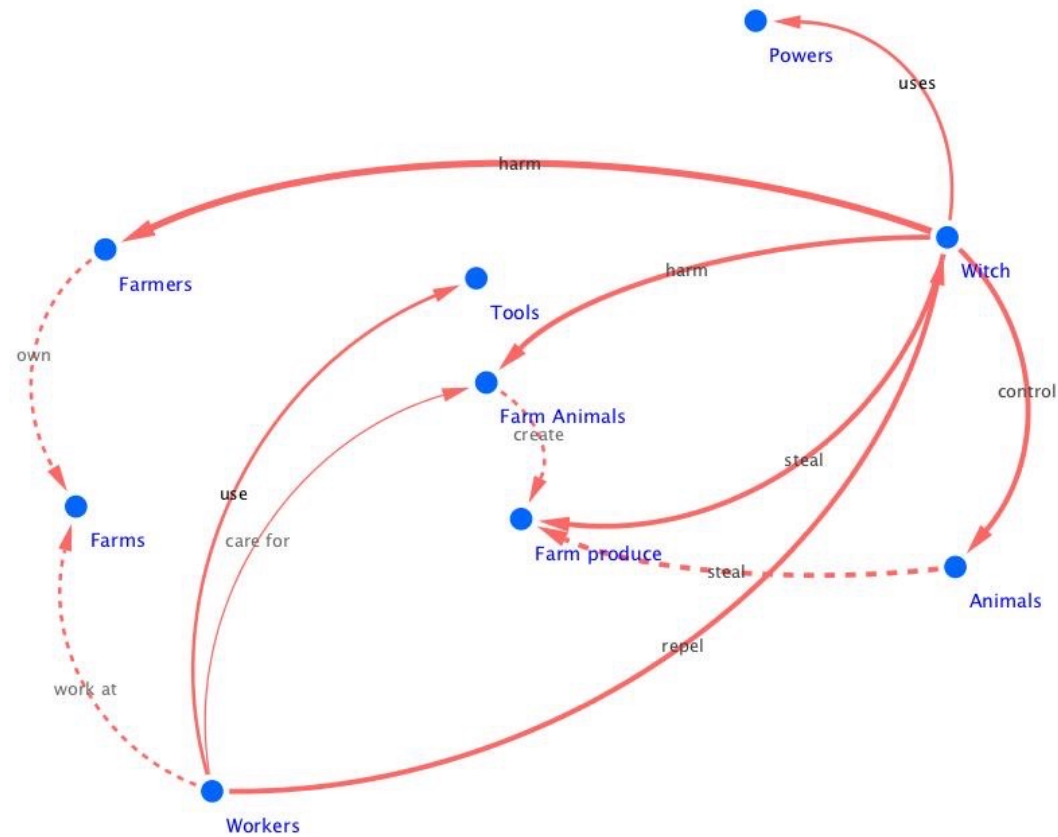 Powers
uses
harm
Farmers
harm
Witch
Tools
own
control
Farm Animals
create
steal
use
care for
Farms
Farm produce
steal
Animals
repel
work at
Workers